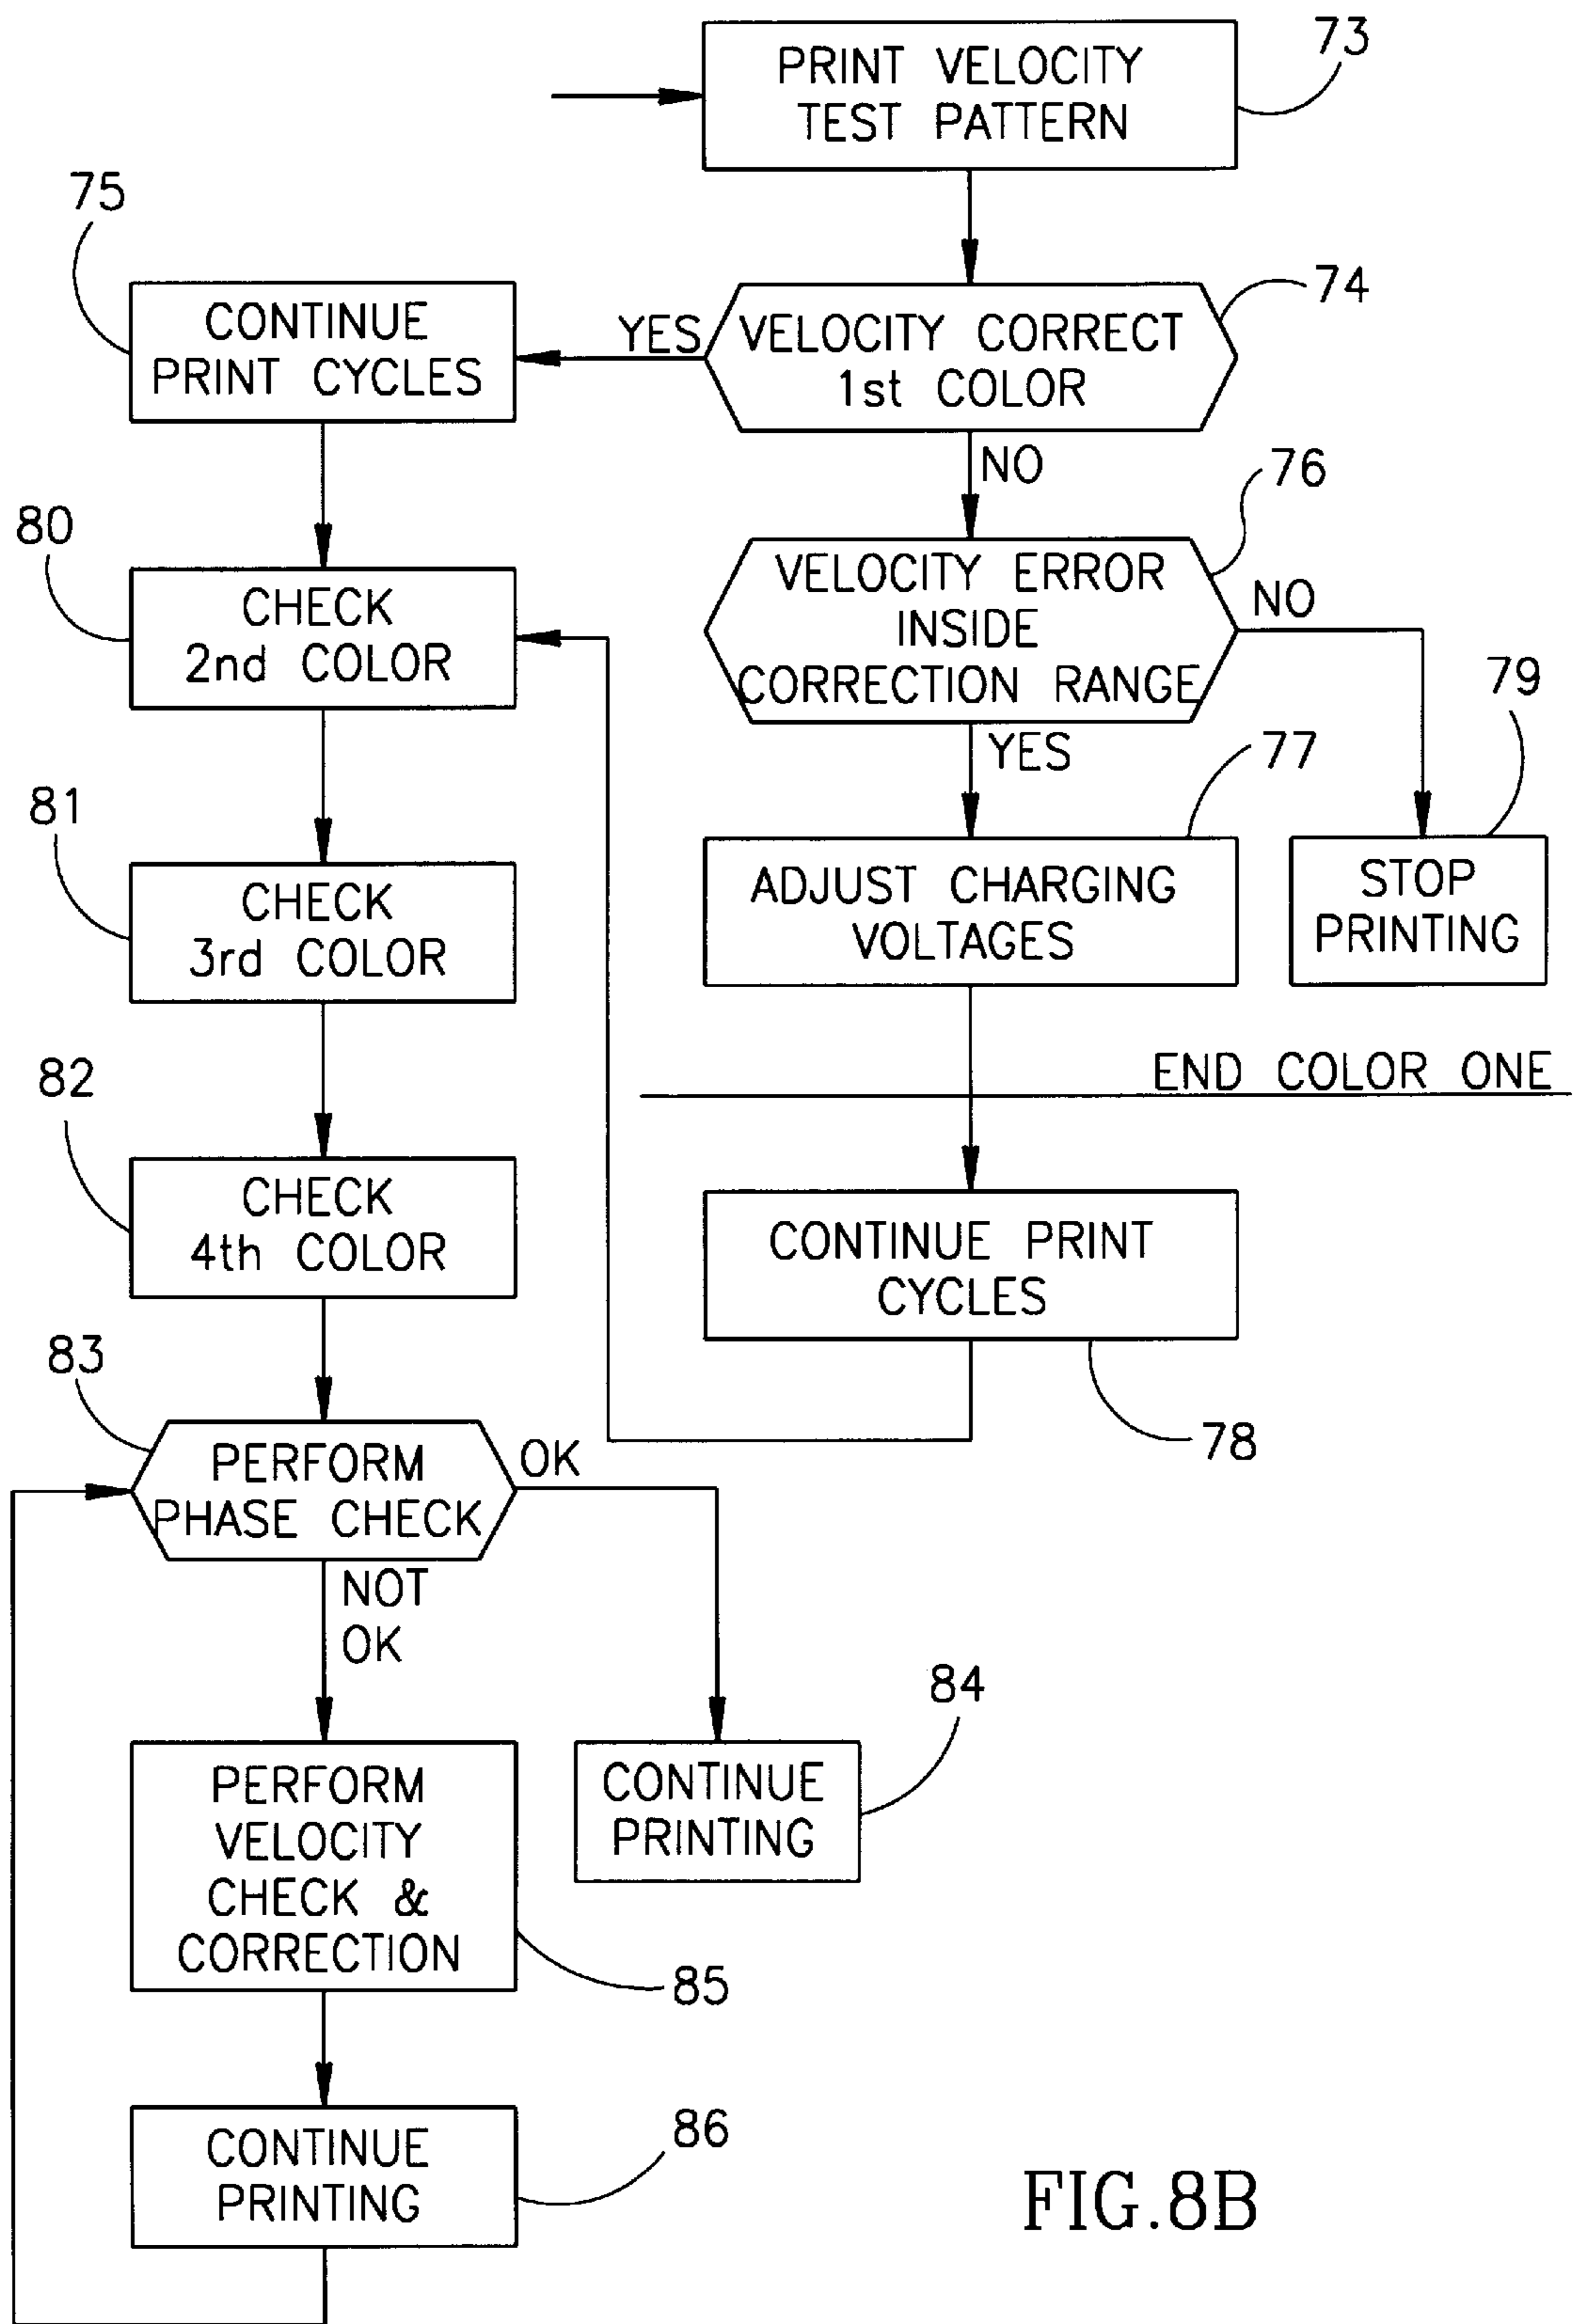 73
PRINT VELOCITY
TEST PATTERN
75
74
CONTINUE
PRINT CYCLES
YES
VELOCITY CORRECT
1st COLOR
NO
76
80
CHECK
2nd COLOR
VELOCITY ERROR
INSIDE
CORRECTION RANGE
NO
79
YES
77
81
CHECK
3rd COLOR
ADJUST CHARGING
VOLTAGES
STOP
PRINTING
82
END COLOR ONE
CHECK
4th COLOR
CONTINUE PRINT
CYCLES
83
78
PERFORM
PHASE CHECK
OK
NOT
OK
84
PERFORM
VELOCITY
CHECK &
CORRECTION
CONTINUE
PRINTING
85
86
CONTINUE
PRINTING
FIG.8B